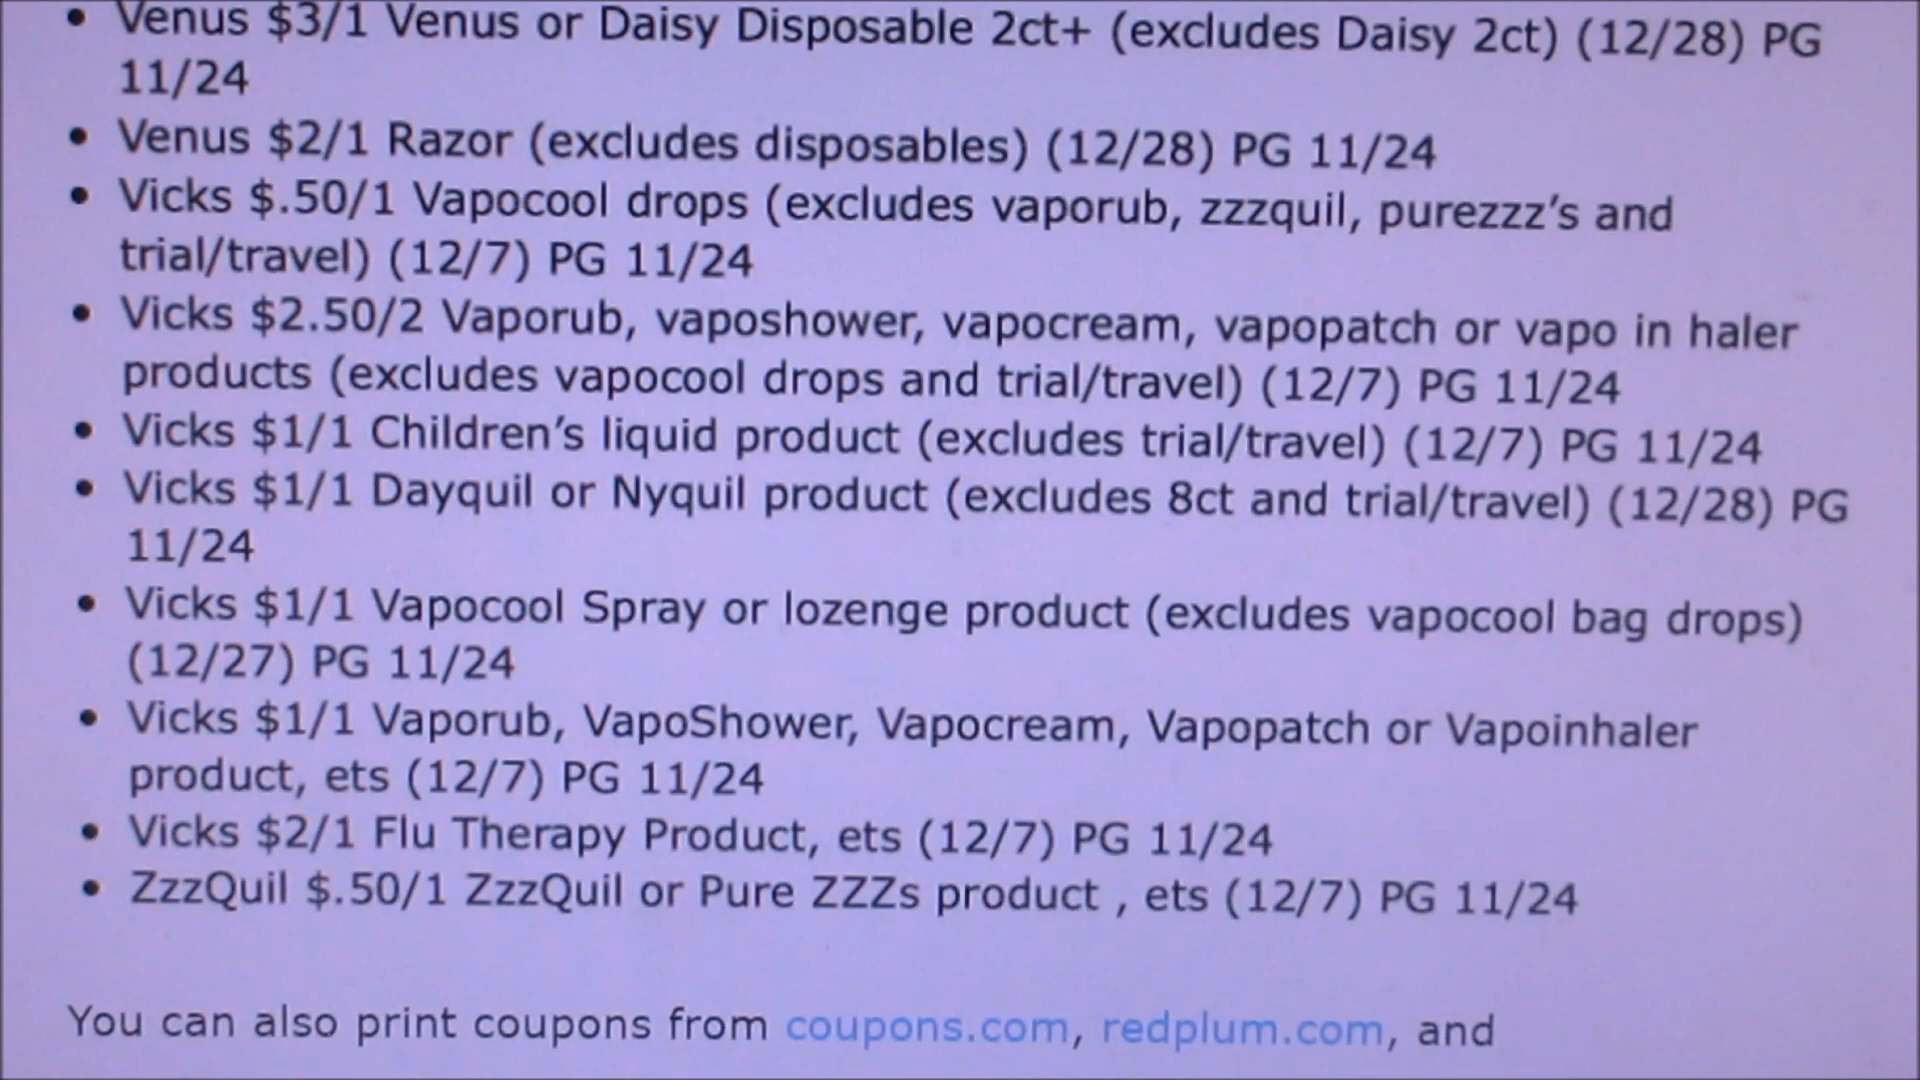 • Venus $3/1 Venus or Daisy Disposable 2ct+ (excludes Daisy 2ct) (12/28) PG
11/24
• Venus $2/1 Razor (excludes disposables) (12/28) PG 11/24
• Vicks $.50/1 Vapocool drops (excludes vaporub, zzzquil, purezzz’s and
trial/travel) (12/7) PG 11/24
• Vicks $2.50/2 Vaporub, vaposhower, vapocream, vapopatch or vapo in haler
products (excludes vapocool drops and trial/travel) (12/7) PG 11/24
• Vicks $1/1 Children’s liquid product (excludes trial/travel) (12/7) PG 11/24
• Vicks $1/1 Dayquil or Nyquil product (excludes 8ct and trial/travel) (12/28) PG
11/24
• Vicks $1/1 Vapocool Spray or lozenge product (excludes vapocool bag drops)
(12/27) PG 11/24
• Vicks $1/1 Vaporub, VapoShower, Vapocream, Vapopatch or Vapoinhaler
product, ets (12/7) PG 11/24
• Vicks $2/1 Flu Therapy Product, ets (12/7) PG 11/24
• ZzzQuil $.50/1 ZzzQuil or Pure ZZZs product , ets (12/7) PG 11/24
You can also print coupons from coupons.com, redplum.com, and